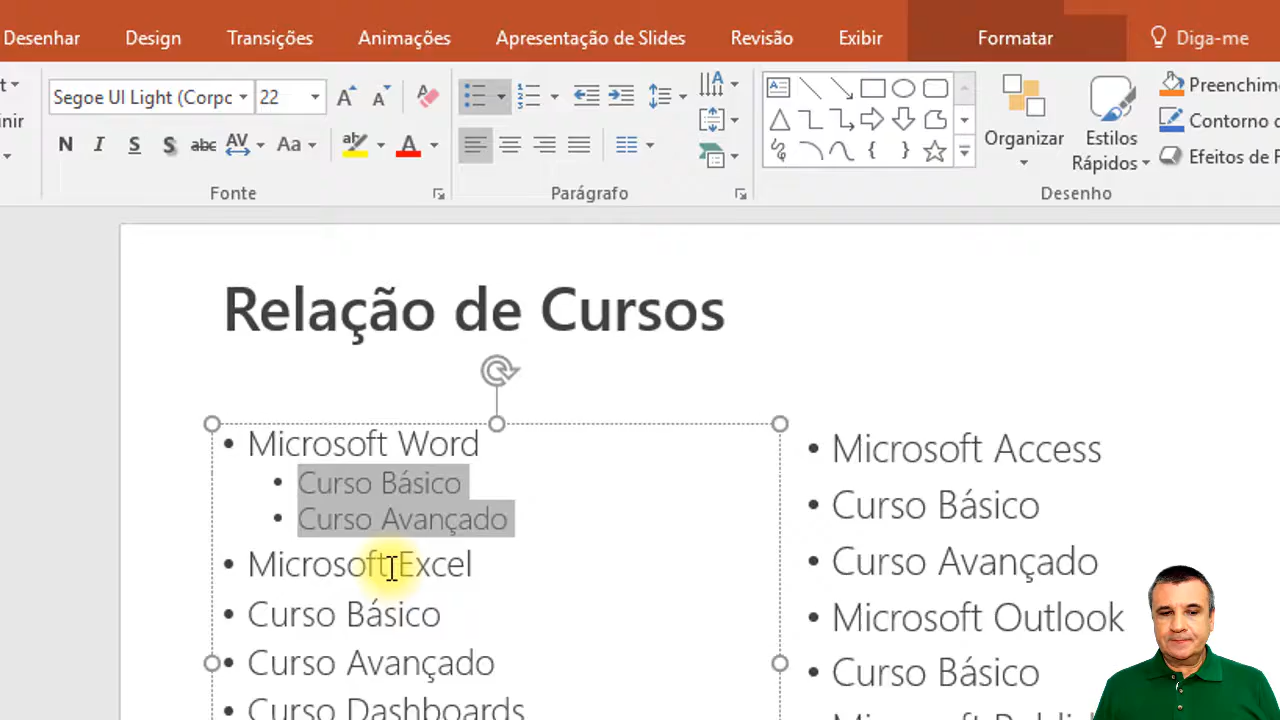 Desenhar Design Transições Animações Apresentação de Slides Revisão Exibir Formatar Diga-me
Segoe UI Light (Corpc 22
N I S S abc AV Aa ab A
Organizar Estilos Rápidos
Contorno
Efeitos de
Fonte Parágrafo Desenho
Relação de Cursos
• Microsoft Word
• Curso Básico
• Curso Avançado
• Microsoft Excel
• Curso Básico
• Curso Avançado
• Curso Dashboards
• Microsoft Access
• Curso Básico
• Curso Avançado
• Microsoft Outlook
• Curso Básico